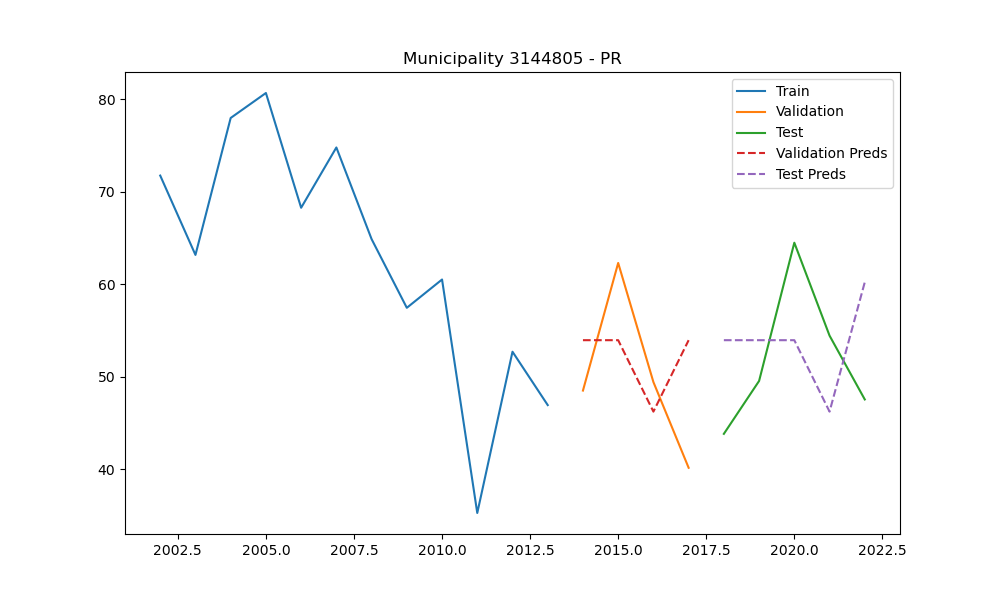 Municipality 3144805 - PR
Train
Validation
Test
Validation Preds
Test Preds
80
70
60
50
40
2002.5 2005.0 2007.5 2010.0 2012.5 2015.0 2017.5 2020.0 2022.5